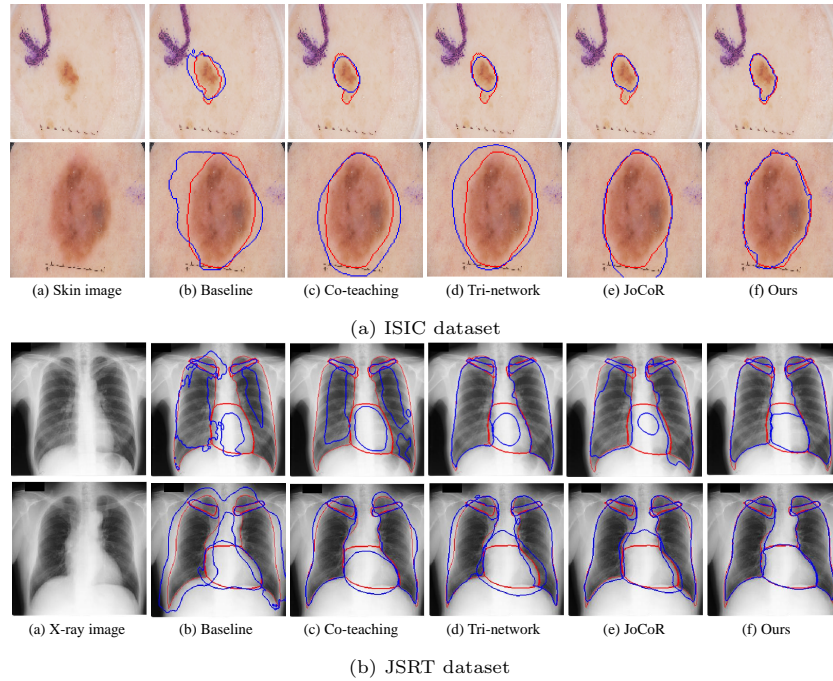 (a) Skin image (b) Baseline (c) Co-teaching (d) Tri-network (e) JoCoR (f) Ours
(a) ISIC dataset
(a) X-ray image (b) Baseline (c) Co-teaching (d) Tri-network (e) JoCoR (f) Ours
(b) JSRT dataset